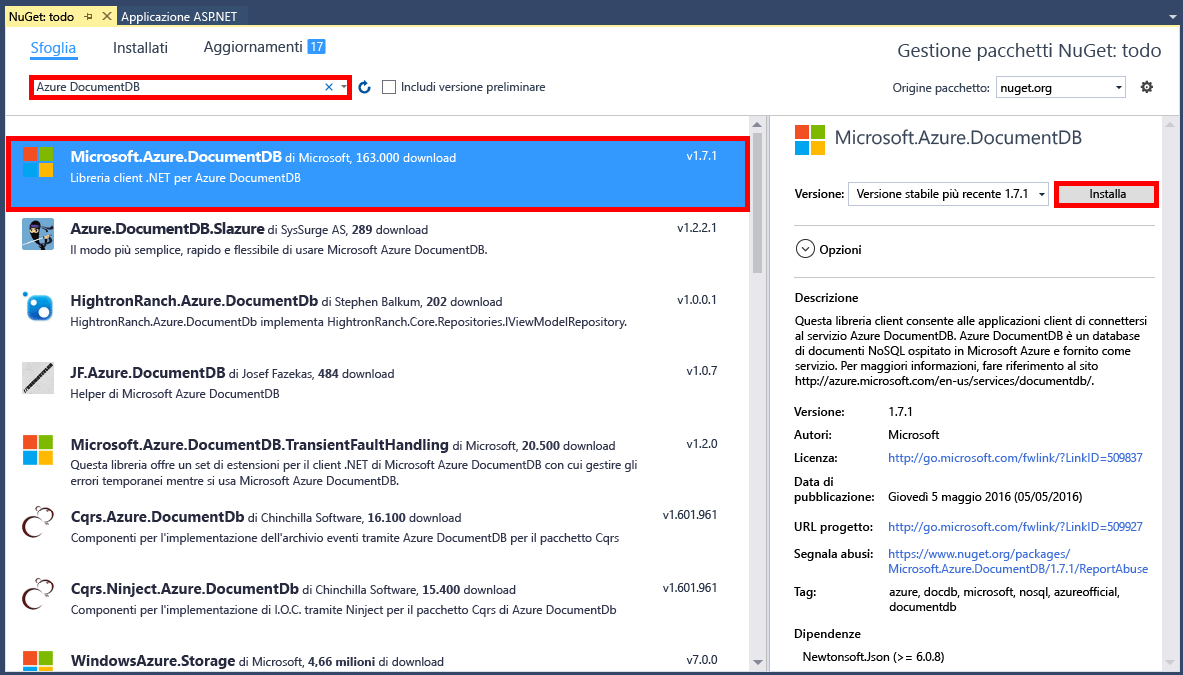 NuGet: todo
Applicazione ASP.NET
Sfoglia
Installati
Aggiornamenti 17
Gestione pacchetti NuGet: todo
Azure DocumentDB
Includi versione preliminare
Origine pacchetto: nuget.org
Microsoft.Azure.DocumentDB di Microsoft, 163.000 download v1.7.1
Libreria client .NET per Azure DocumentDB
Azure.DocumentDB.Slazure di SysSurge AS, 289 download v1.2.2.1
Il modo più semplice, rapido e flessibile di usare Microsoft Azure DocumentDB.
HightronRanch.Azure.DocumentDb di Stephen Balkum, 202 download v1.0.0.1
HightronRanch.Azure.DocumentDb implementa HightronRanch.Core.Repositories.IViewModelRepository.
JF.Azure.DocumentDB di Josef Fazekas, 484 download v1.0.7
Helper di Microsoft Azure DocumentDB
Microsoft.Azure.DocumentDB.TransientFaultHandling di Microsoft, 20.500 download v1.2.0
Questa libreria offre un set di estensioni per il client .NET di Microsoft Azure DocumentDB con cui gestire gli
errori temporanei mentre si usa Microsoft Azure DocumentDB.
Cqrs.Azure.DocumentDb di Chinchilla Software, 16.100 download v1.601.961
Componenti per l'implementazione dell'archivio eventi tramite Azure DocumentDB per il pacchetto Cqrs
Cqrs.Ninject.Azure.DocumentDb di Chinchilla Software, 15.400 download v1.601.961
Componenti per l'implementazione di I.O.C. tramite Ninject per il pacchetto Cqrs di Azure DocumentDb
WindowsAzure.Storage di Microsoft, 4,66 milioni di download v7.0.0
Microsoft.Azure.DocumentDB
Versione: Versione stabile più recente 1.7.1 Installa
Opzioni
Descrizione
Questa libreria client consente alle applicazioni client di connettersi
al servizio Azure DocumentDB. Azure DocumentDB è un database
di documenti NoSQL ospitato in Microsoft Azure e fornito come
servizio. Per maggiori informazioni, fare riferimento al sito
http://azure.microsoft.com/en-us/services/documentdb/.
Versione: 1.7.1
Autori: Microsoft
Licenza: http://go.microsoft.com/fwlink/?LinkID=509837
Data di
pubblicazione: Giovedì 5 maggio 2016 (05/05/2016)
URL progetto: http://go.microsoft.com/fwlink/?LinkID=509927
Segnala abusi: https://www.nuget.org/packages/
Microsoft.Azure.DocumentDB/1.7.1/ReportAbuse
Tag: azure, docdb, microsoft, nosql, azureofficial,
documentdb
Dipendenze
Newtonsoft.Json (>= 6.0.8)